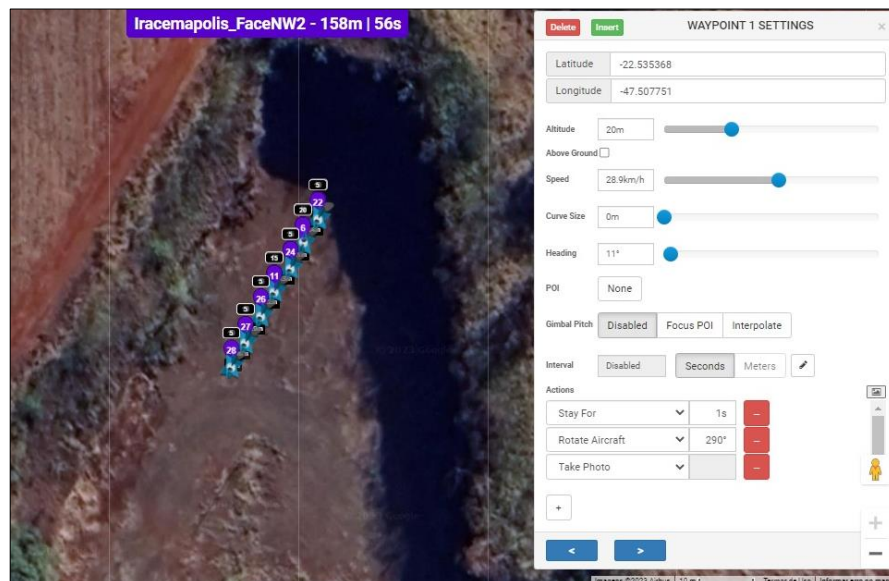 Iracemapolis_FaceNW2 - 158m | 56s
5
22
20
6
5
24
15
11
5
26
5
27
5
28
Delete Insert WAYPOINT 1 SETTINGS ×
Latitude -22.535368
Longitude -47.507751
Altitude 20m
Above Ground
Speed 28.9km/h
Curve Size 0m
Heading 11°
POI None
Gimbal Pitch Disabled Focus POI Interpolate
Interval Disabled Seconds Meters
Actions
Stay For 1s –
Rotate Aircraft 290° –
Take Photo –
+
< >
+
−